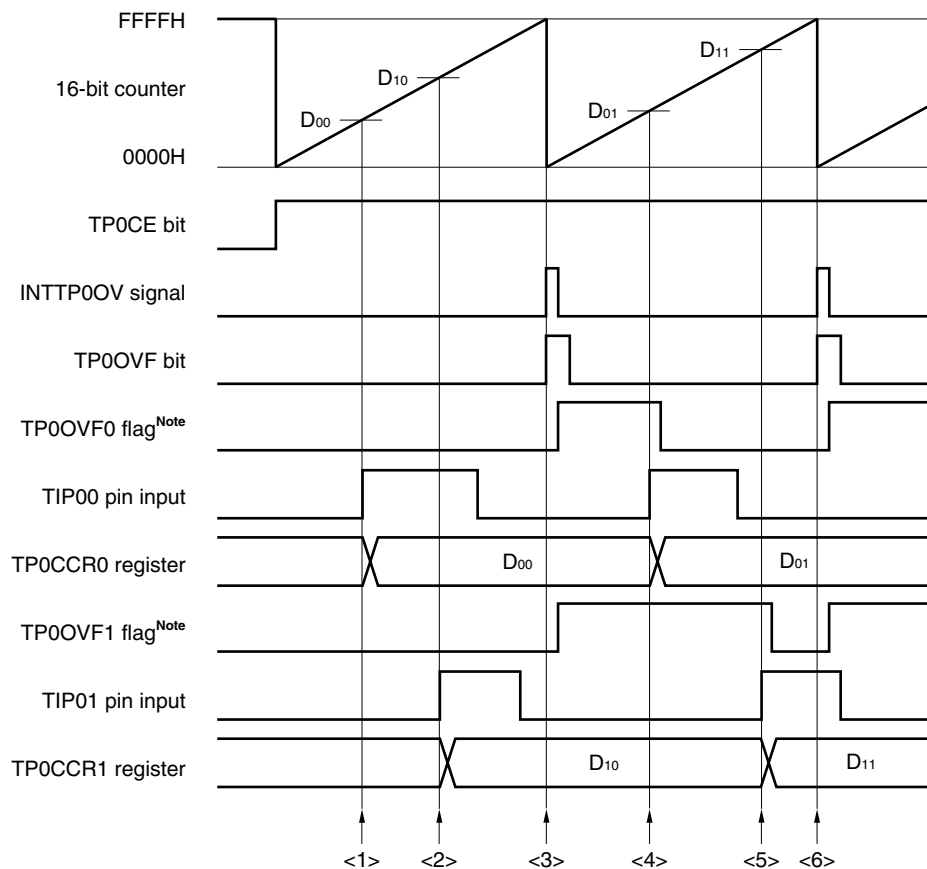 FFFFH
D11
D10
16-bit counter
D01
D00
0000H
TP0CE bit
INTTP0OV signal
TP0OVF bit
TP0OVF0 flagNote
TIP00 pin input
TP0CCR0 register
D00
D01
TP0OVF1 flagNote
TIP01 pin input
TP0CCR1 register
D10
D11
<1> <2> <3> <4> <5> <6>